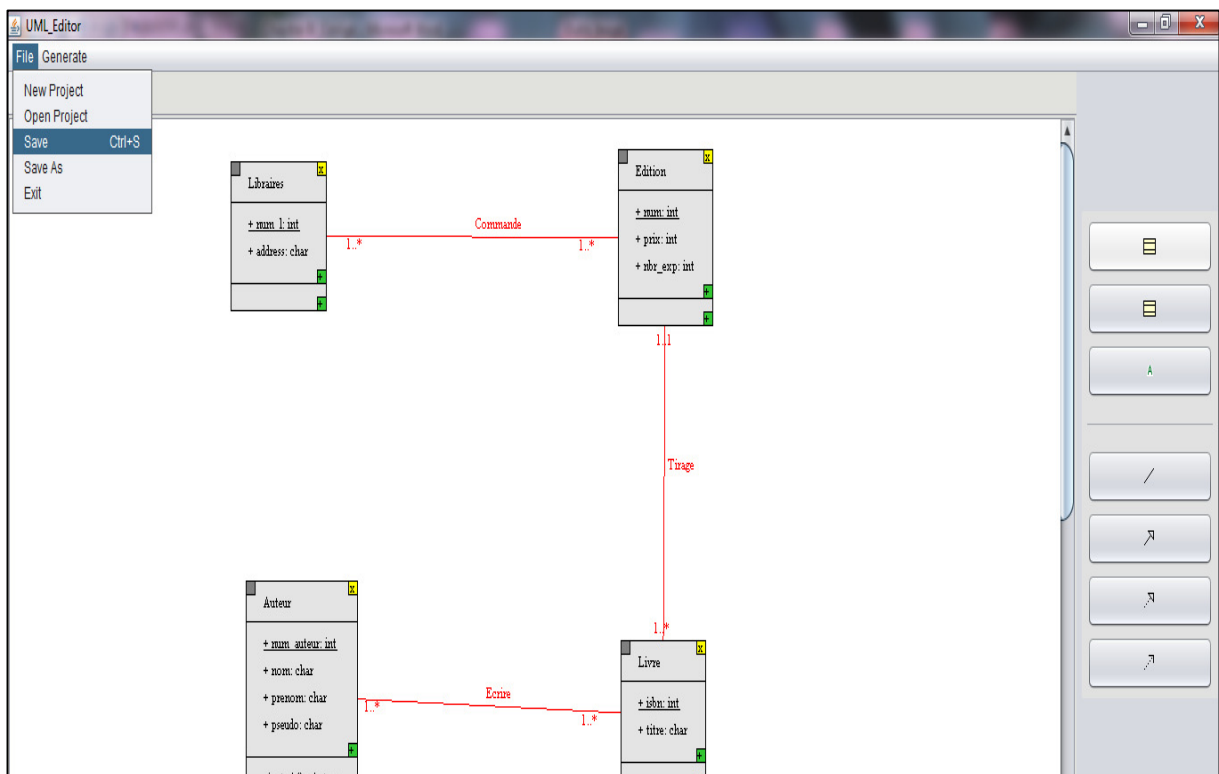 UML_Editor
File Generate
New Project
Open Project
Save Ctrl+S
Save As
Exit
Libraires
+ num_l: int
+ address: char
+
+
x
1..*
Commande
1..*
Edition
+ num: int
+ prix: int
+ nbr_exp: int
+
+
x
1..1
Tirage
1..*
Auteur
+ num_auteur: int
+ nom: char
+ prenom: char
+ pseudo: char
+
x
1..*
Ecrire
1..*
Livre
+ isbn: int
+ titre: char
+
x
A